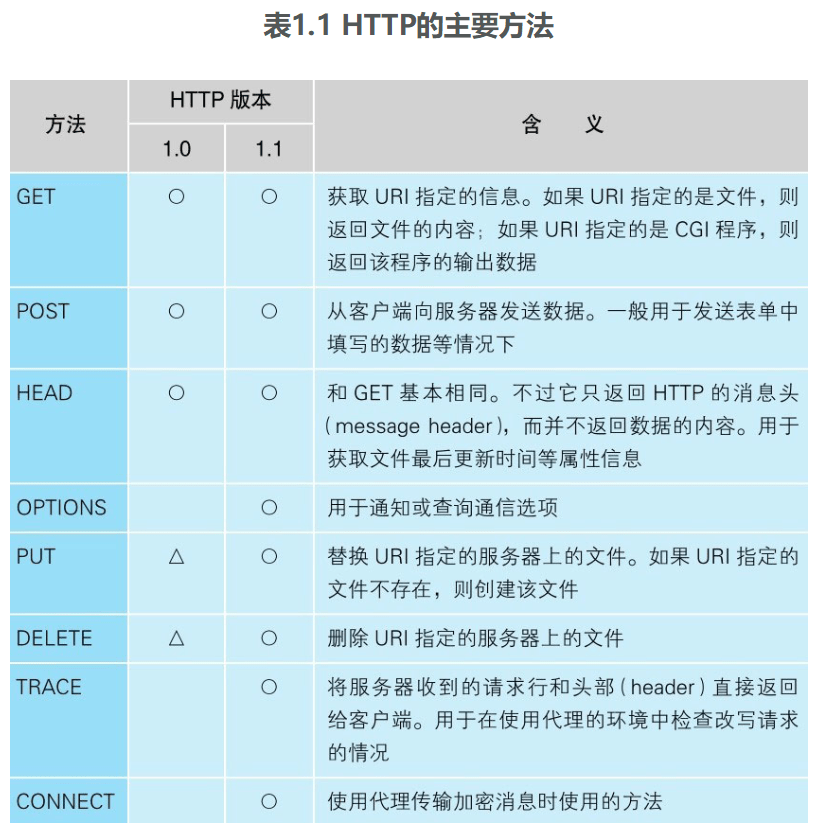 表1.1 HTTP的主要方法
方法 HTTP 版本 含 义
1.0 1.1
GET ○ ○ 获取 URI 指定的信息。如果 URI 指定的是文件，则
返回文件的内容；如果 URI 指定的是 CGI 程序，则
返回该程序的输出数据
POST ○ ○ 从客户端向服务器发送数据。一般用于发送表单中
填写的数据等情况下
HEAD ○ ○ 和 GET 基本相同。不过它只返回 HTTP 的消息头
（message header），而并不返回数据的内容。用于
获取文件最后更新时间等属性信息
OPTIONS ○ 用于通知或查询通信选项
PUT △ ○ 替换 URI 指定的服务器上的文件。如果 URI 指定的
文件不存在，则创建该文件
DELETE △ ○ 删除 URI 指定的服务器上的文件
TRACE ○ 将服务器收到的请求行和头部（header）直接返回
给客户端。用于在使用代理的环境中检查改写请求
的情况
CONNECT ○ 使用代理传输加密消息时使用的方法